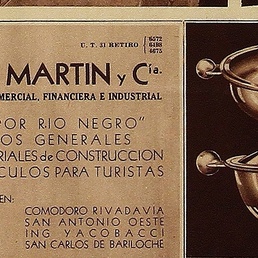 U. T. 31 RETIRO
6572
6498
4675
MARTIN y Cía.
MERCIAL, FINANCIERA E INDUSTRIAL
POR RIO NEGRO"
OS GENERALES
RIALES de CONSTRUCCION
CULOS PARA TURISTAS
EN:
COMODORO RIVADAVIA
SAN ANTONIO OESTE
ING YACOBACCI
SAN CARLOS DE BARILOCHE